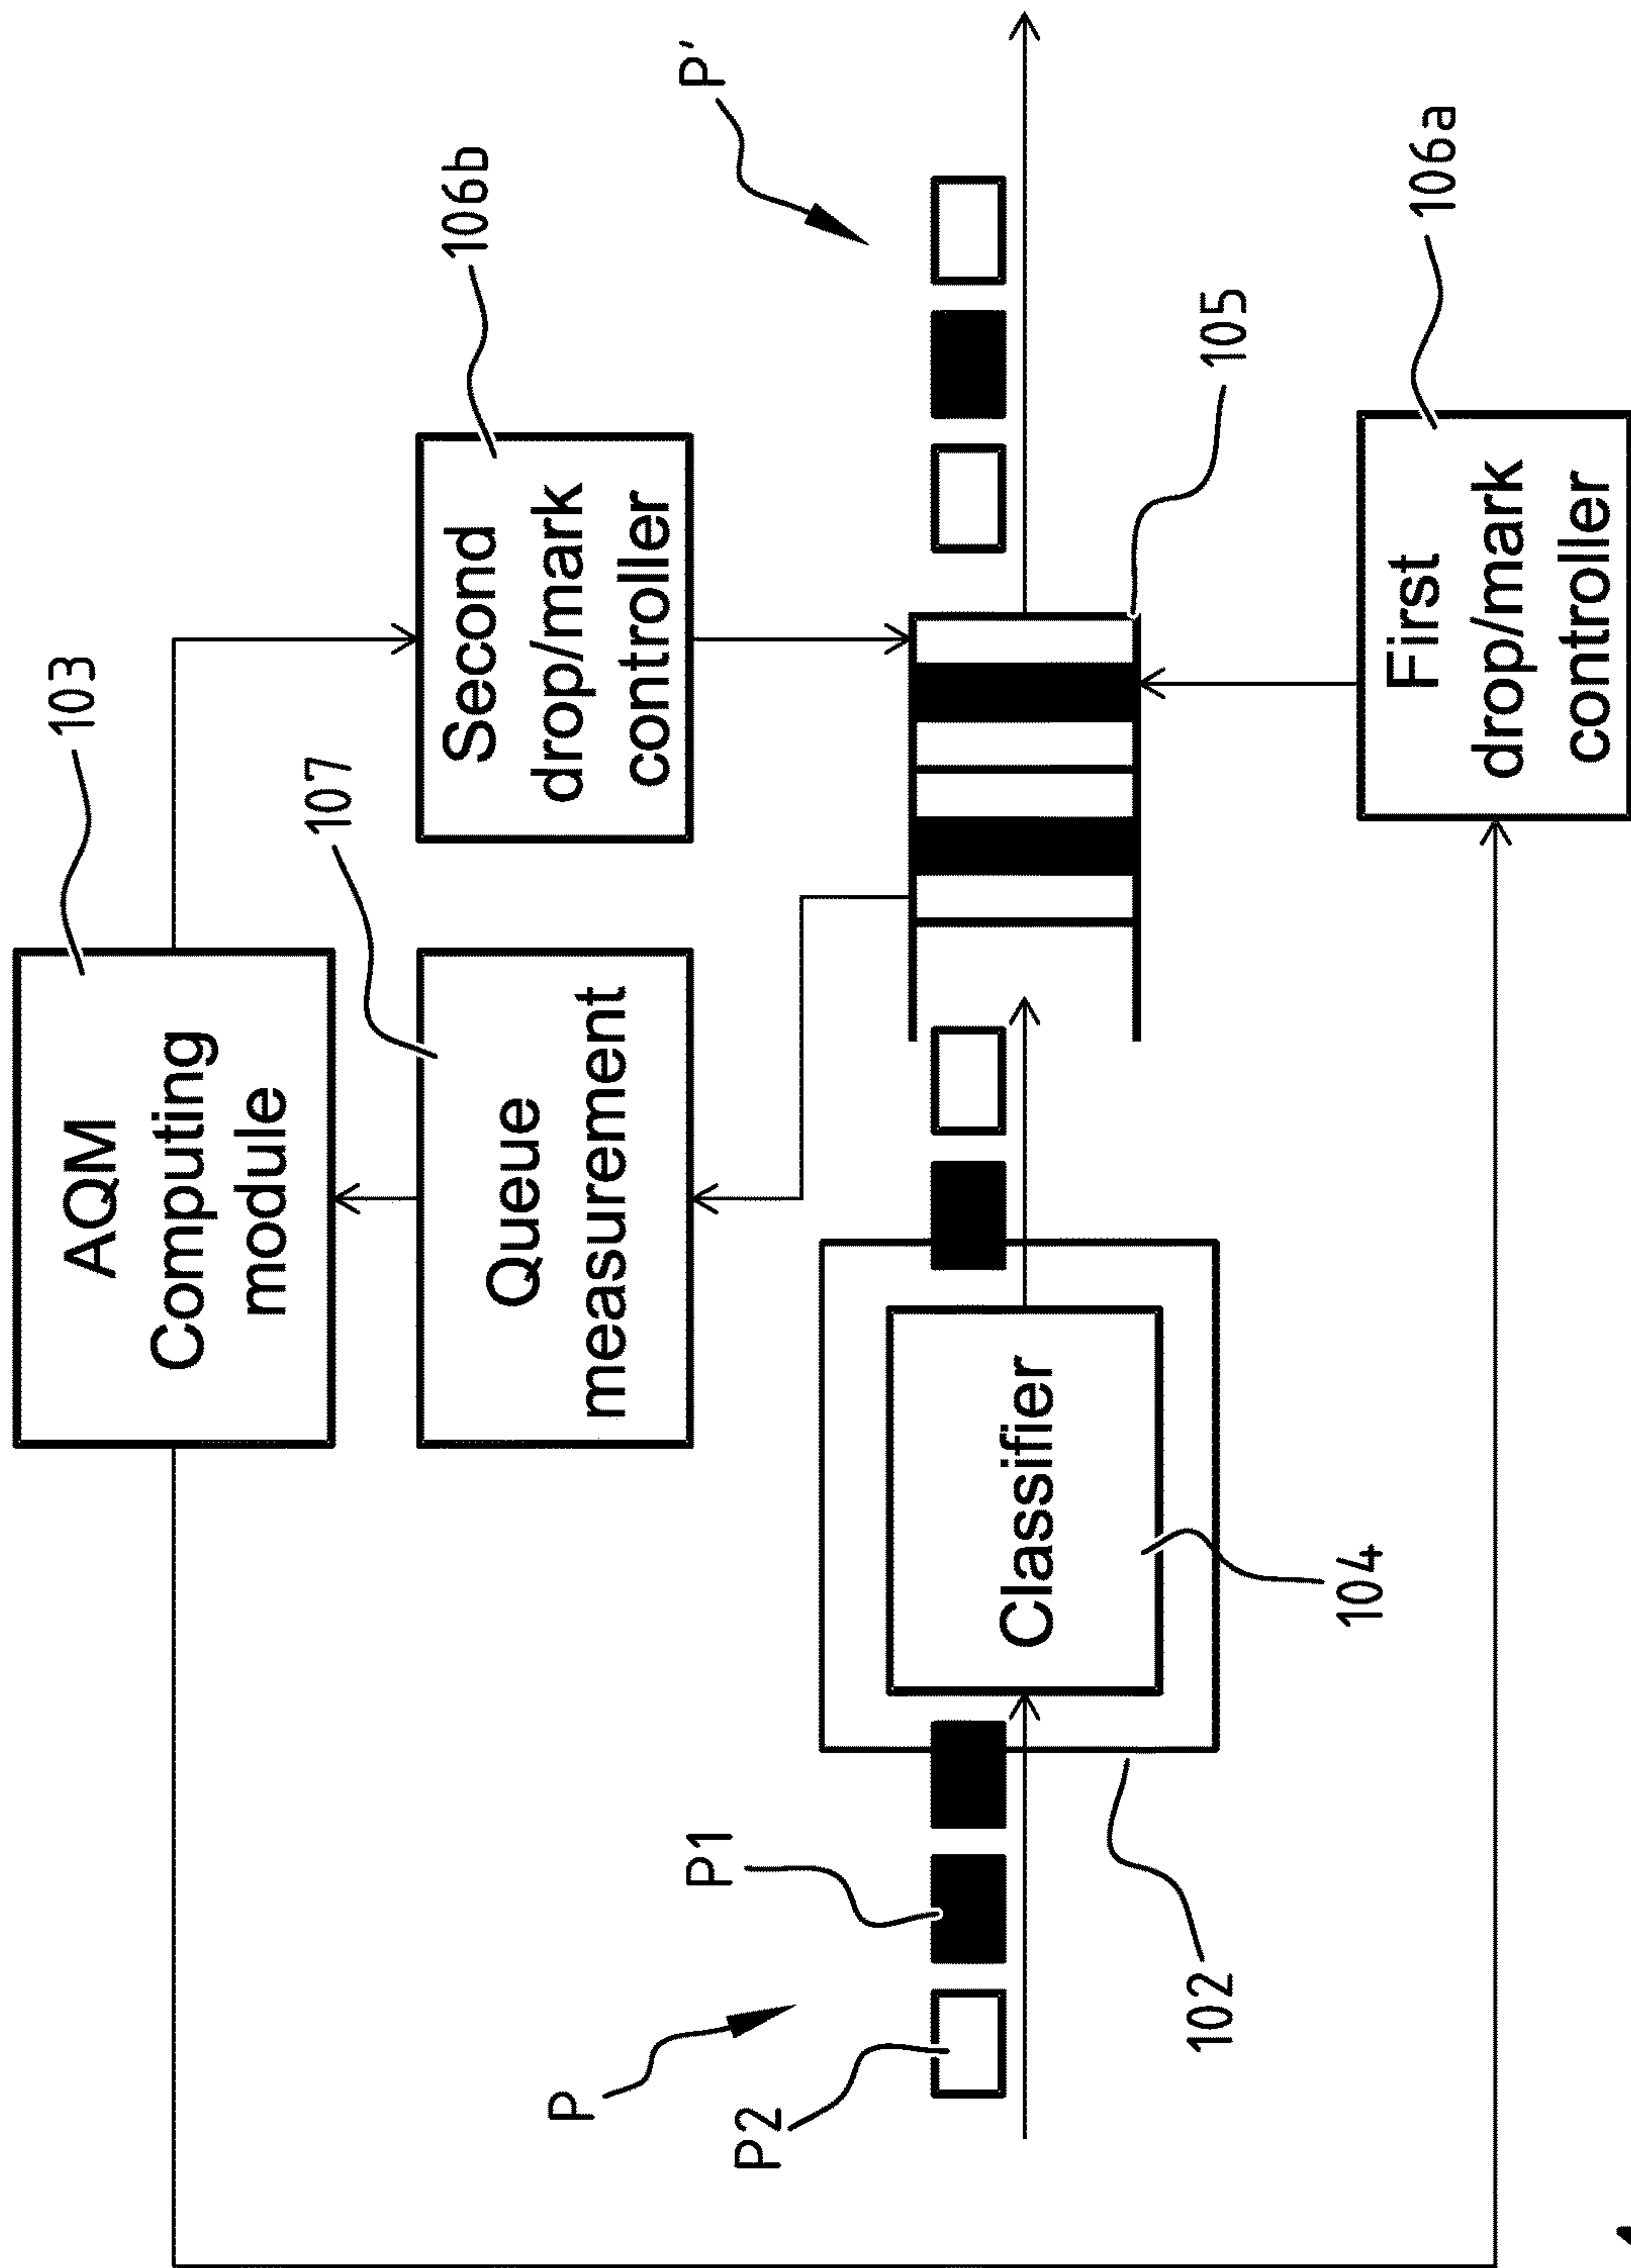 103
AQM
Computing
module
107
Queue
measurement
106b
Second
drop/mark
controller
P'
P
P1
P2
Classifier
102
104
105
106a
First
drop/mark
controller